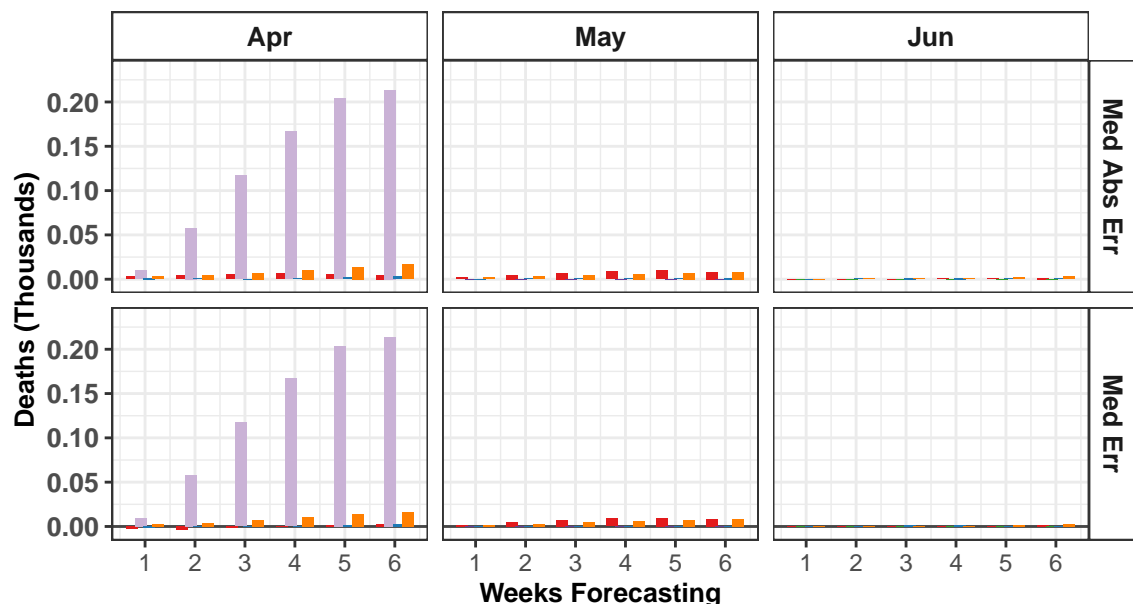 Apr May Jun
Deaths (Thousands)
0.20
0.15
0.10
0.05
0.00
Med Abs Err
0.20
0.15
0.10
0.05
0.00
Med Err
1 2 3 4 5 6 1 2 3 4 5 6 1 2 3 4 5 6
Weeks Forecasting